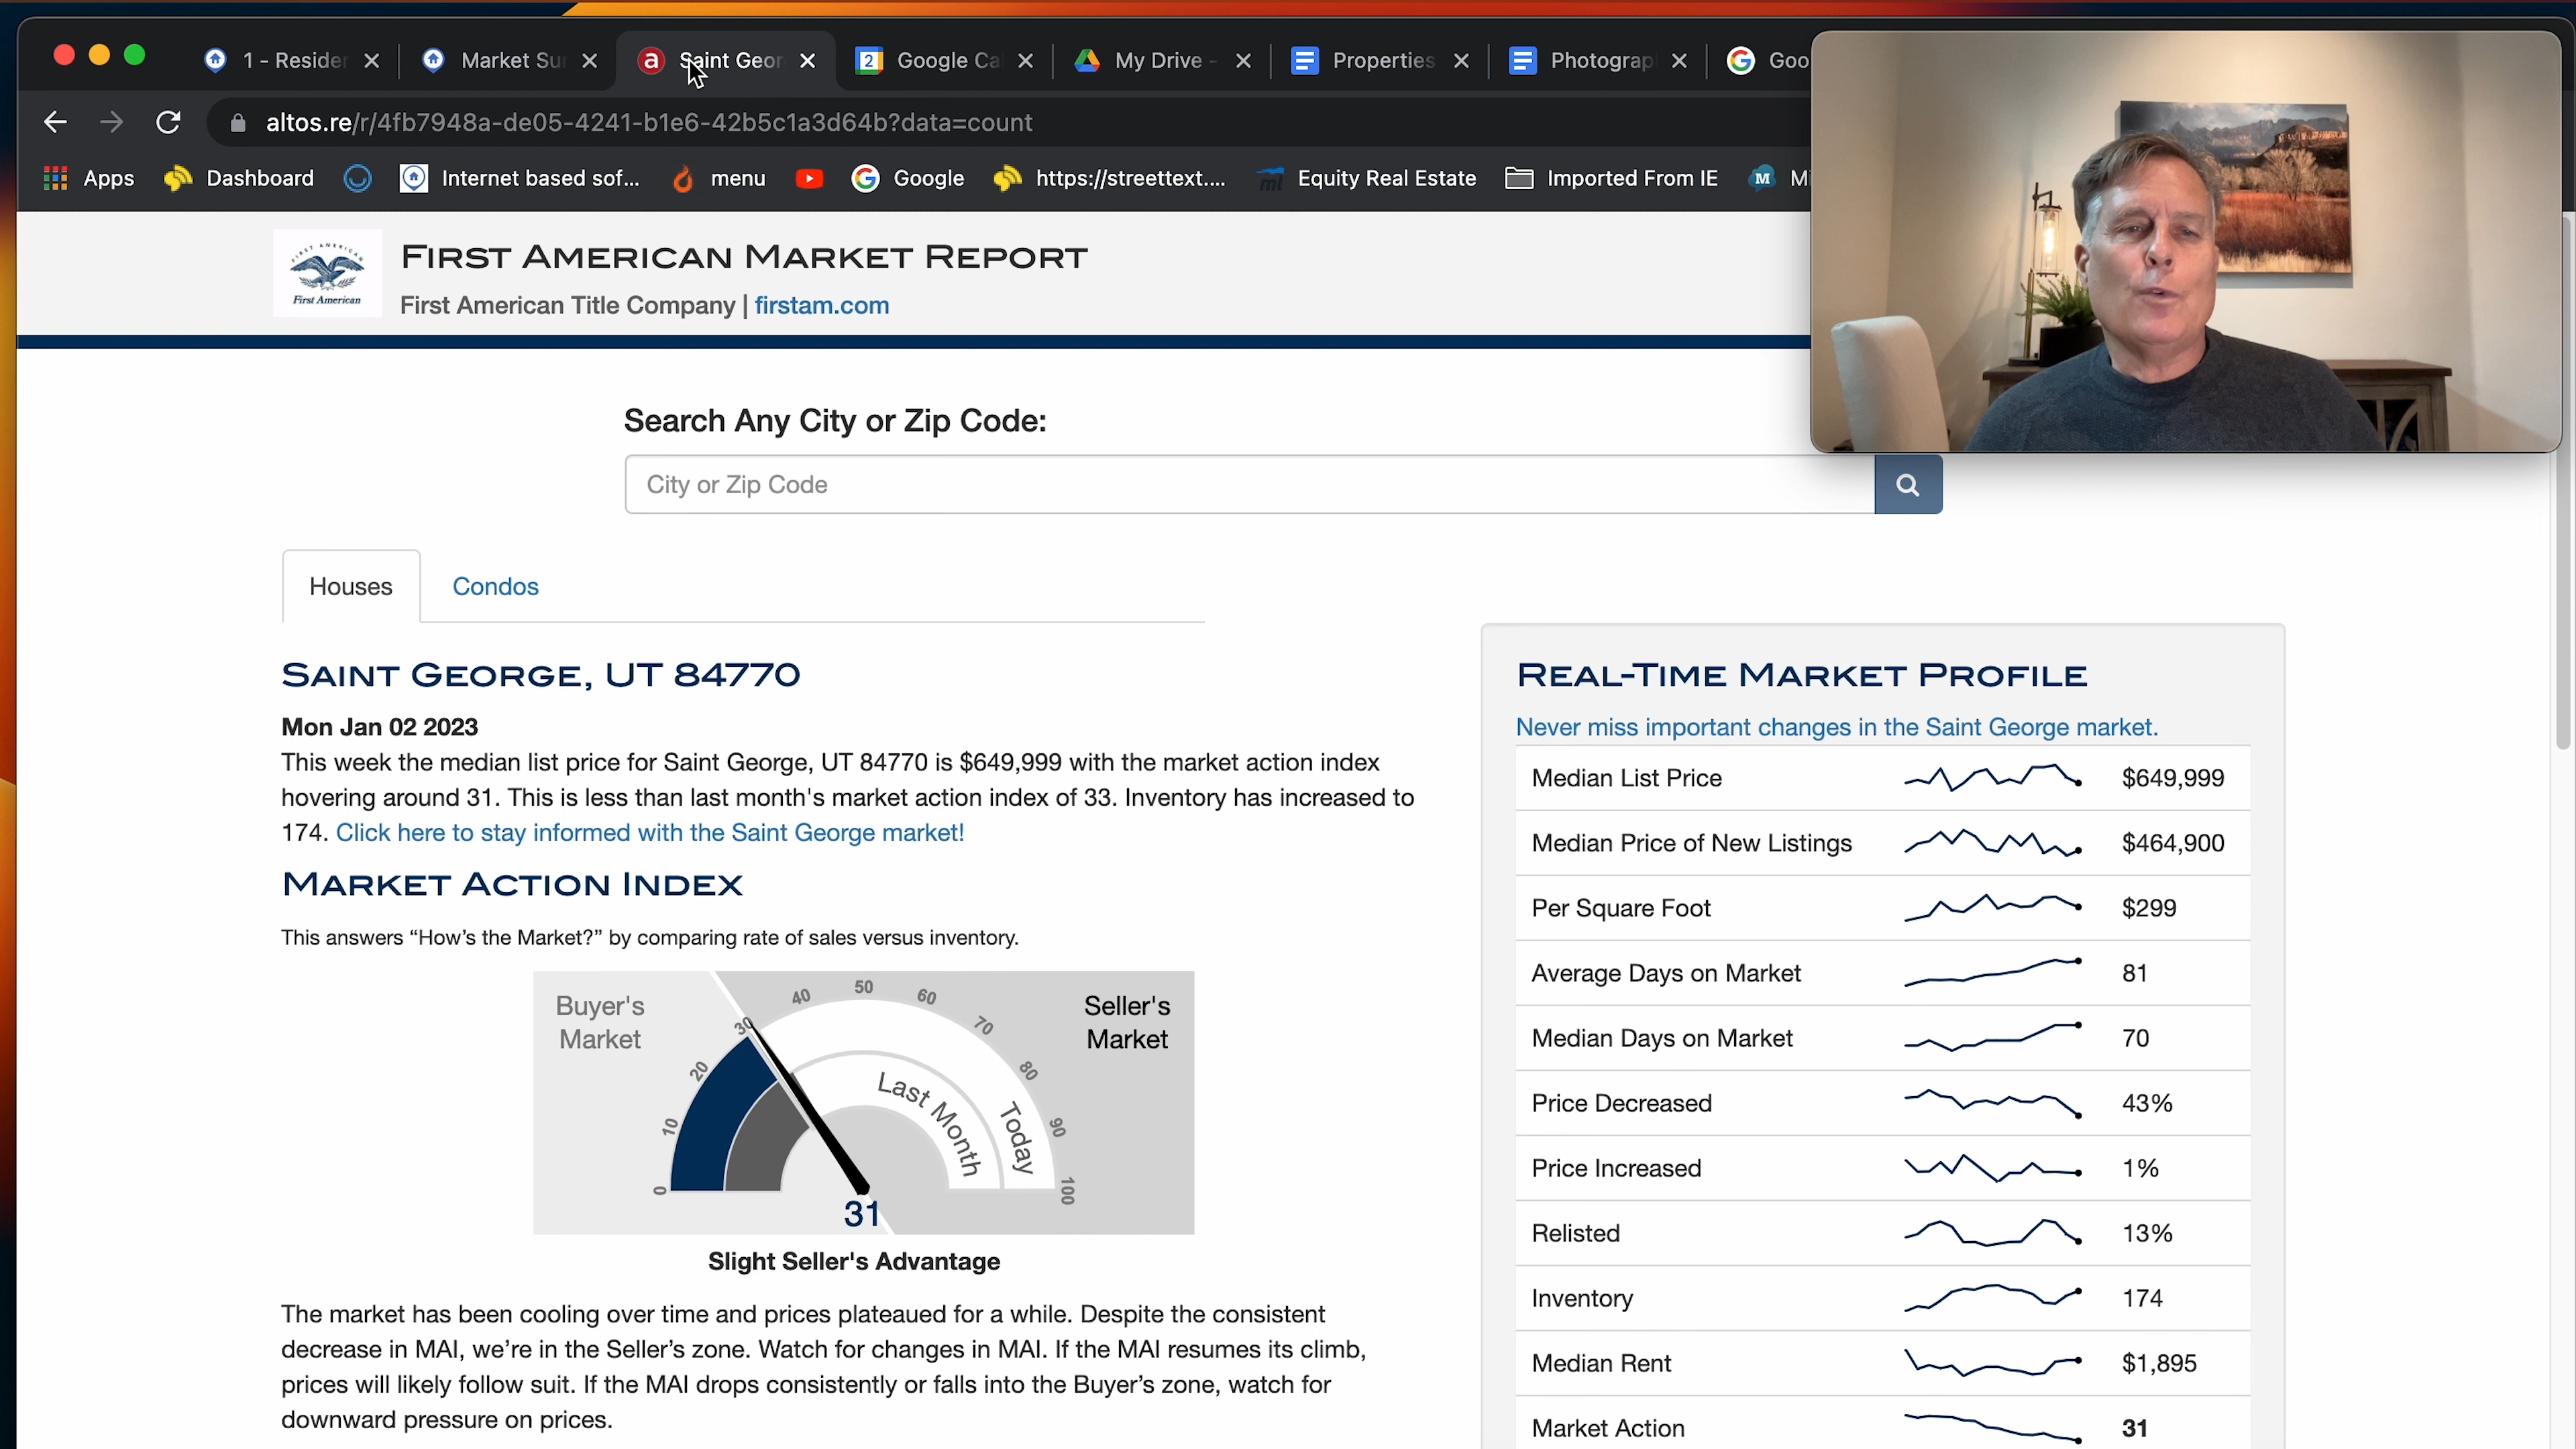 1 - Resider
Market Su
Saint Geor
Google Ca
My Drive -
Properties
Photograp
Goo
altos.re/r/4fb7948a-de05-4241-b1e6-42b5c1a3d64b?data=count
Apps
Dashboard
Internet based sof...
menu
Google
https://streettext....
Equity Real Estate
Imported From IE
Mi
FIRST AMERICAN
First American
FIRST AMERICAN MARKET REPORT
First American Title Company | firstam.com
Search Any City or Zip Code:
City or Zip Code
Houses
Condos
SAINT GEORGE, UT 84770
Mon Jan 02 2023
This week the median list price for Saint George, UT 84770 is $649,999 with the market action index
hovering around 31. This is less than last month's market action index of 33. Inventory has increased to
174. Click here to stay informed with the Saint George market!
MARKET ACTION INDEX
This answers “How’s the Market?” by comparing rate of sales versus inventory.
Buyer's
Market
Seller's
Market
0
10
20
30
40
50
60
70
80
90
100
Last Month
Today
31
Slight Seller's Advantage
The market has been cooling over time and prices plateaued for a while. Despite the consistent
decrease in MAI, we’re in the Seller’s zone. Watch for changes in MAI. If the MAI resumes its climb,
prices will likely follow suit. If the MAI drops consistently or falls into the Buyer’s zone, watch for
downward pressure on prices.
REAL-TIME MARKET PROFILE
Never miss important changes in the Saint George market.
Median List Price $649,999
Median Price of New Listings $464,900
Per Square Foot $299
Average Days on Market 81
Median Days on Market 70
Price Decreased 43%
Price Increased 1%
Relisted 13%
Inventory 174
Median Rent $1,895
Market Action 31